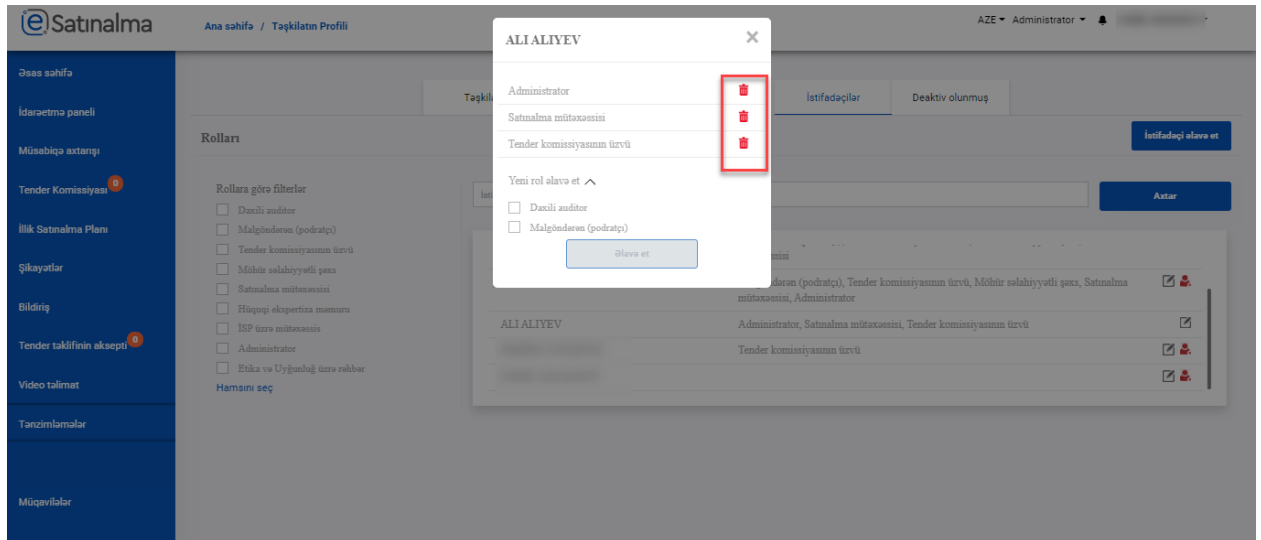 eSatınalma
Ana səhifə / Təşkilatın Profili
AZE Administrator
Əsas səhifə
İdarəetmə paneli
Müsabiqə axtarışı
Tender Komissiyası 0
İllik Satınalma Planı
Şikayətlər
Bildiriş
Tender təklifinin aksepti 0
Video təlimat
Tənzimləmələr
Müqavilələr
ALI ALIYEV
Administrator
Satınalma mütəxəssisi
Tender komissiyasının üzvü
Yeni rol əlavə et
Daxili auditor
Malgöndərən (podratçı)
Əlavə et
İstifadəçilər
Deaktiv olunmuş
Rolları
İstifadəçi əlavə et
Rollara görə filterlər
Daxili auditor
Malgöndərən (podratçı)
Tender komissiyasının üzvü
Möhür səlahiyyətli şəxs
Satınalma mütəxəssisi
Hüquqi ekspertiza məmuru
İSP üzrə mütəxəssis
Administrator
Etika və Uyğunluq üzrə rəhbər
Hamsını seç
Axtar
(podratçı), Tender komissiyasının üzvü, Möhür səlahiyyətli şəxs, Satınalma
mütəxəssisi, Administrator
ALI ALIYEV
Administrator, Satınalma mütəxəssisi, Tender komissiyasının üzvü
Tender komissiyasının üzvü